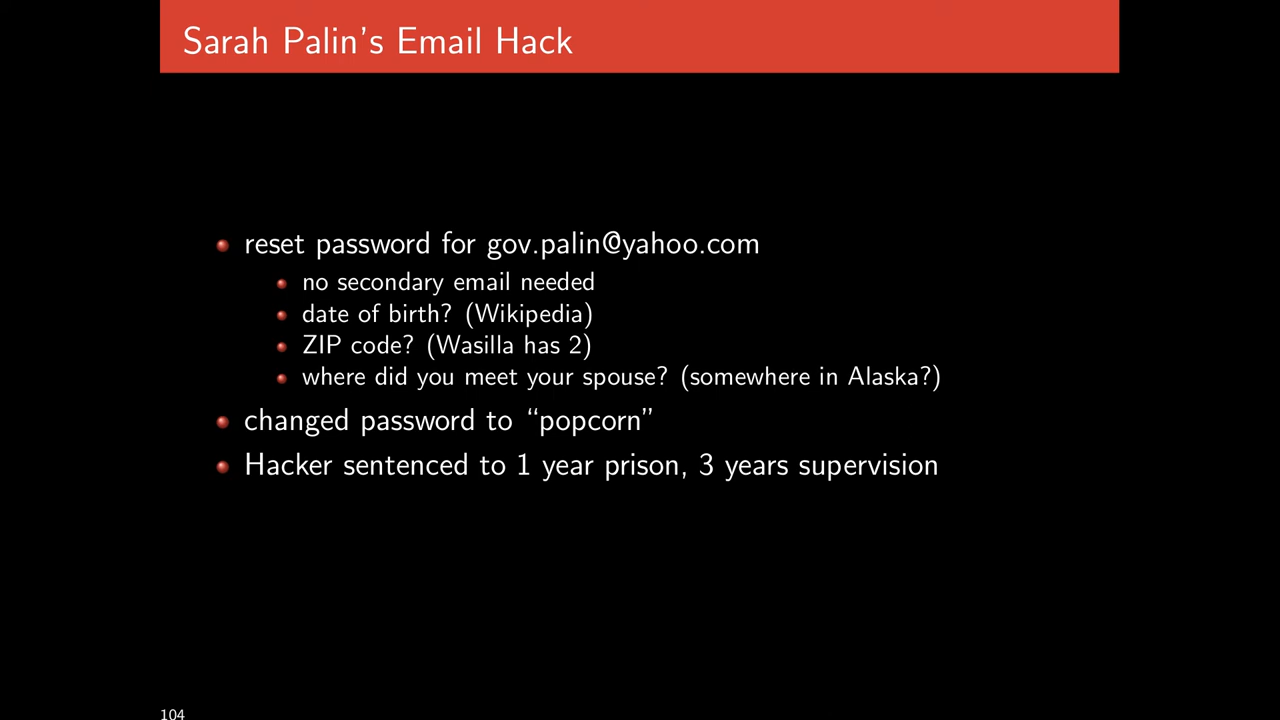 Sarah Palin's Email Hack
reset password for gov.palin@yahoo.com
no secondary email needed
date of birth? (Wikipedia)
ZIP code? (Wasilla has 2)
where did you meet your spouse? (somewhere in Alaska?)
changed password to “popcorn”
Hacker sentenced to 1 year prison, 3 years supervision
104